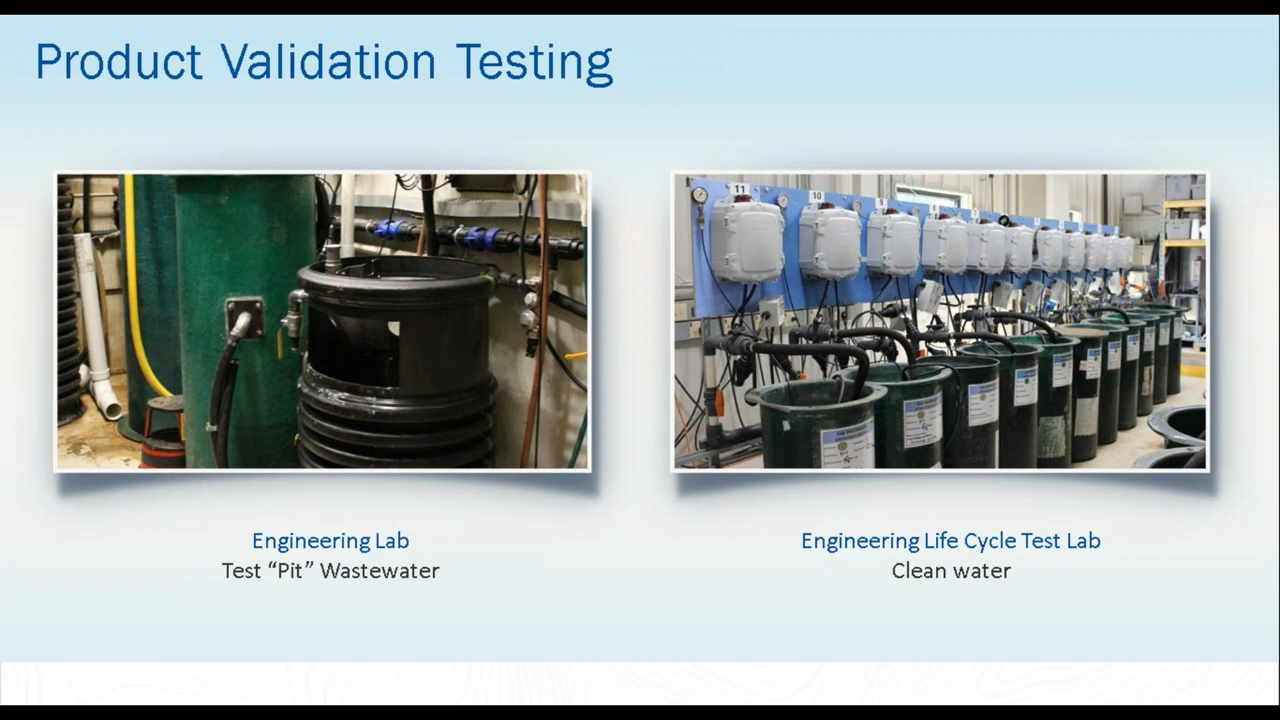 Product Validation Testing
11
10
9
Engineering Lab
Test “Pit” Wastewater
Engineering Life Cycle Test Lab
Clean water